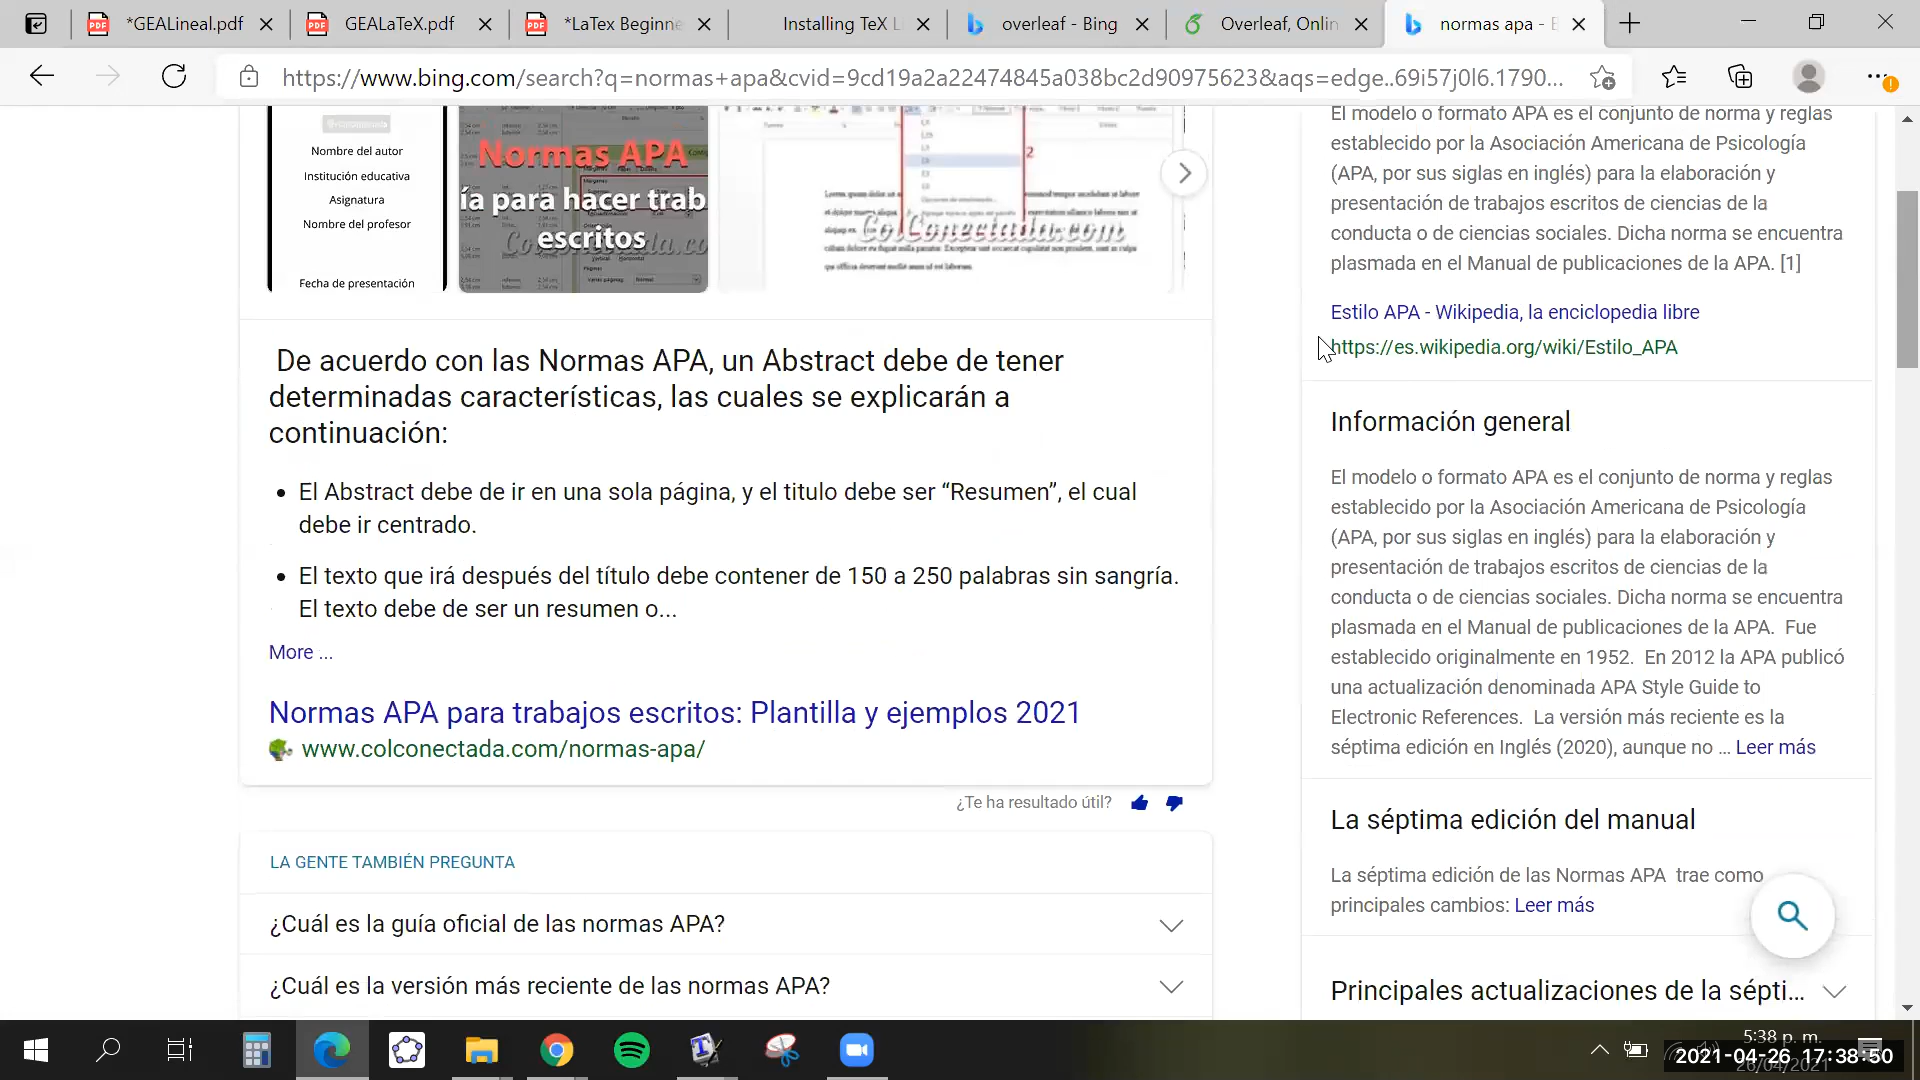 *GEALineal.pdf
GEALaTeX.pdf
*LaTex Beginne
Installing TeX L
overleaf - Bing
Overleaf, Onlin
normas apa - B
https://www.bing.com/search?q=normas+apa&cvid=9cd19a2a22474845a038bc2d90975623&aqs=edge..69i57j0l6.1790...
Nombre del autor
Institución educativa
Asignatura
Nombre del profesor
Fecha de presentación
Normas APA
ía para hacer trab
escritos
2
ColConectada.com
De acuerdo con las Normas APA, un Abstract debe de tener
determinadas características, las cuales se explicarán a
continuación:
El Abstract debe de ir en una sola página, y el titulo debe ser “Resumen”, el cual
debe ir centrado.
El texto que irá después del título debe contener de 150 a 250 palabras sin sangría.
El texto debe de ser un resumen o...
More ...
Normas APA para trabajos escritos: Plantilla y ejemplos 2021
www.colconectada.com/normas-apa/
¿Te ha resultado útil?
LA GENTE TAMBIÉN PREGUNTA
¿Cuál es la guía oficial de las normas APA?
¿Cuál es la versión más reciente de las normas APA?
El modelo o formato APA es el conjunto de norma y reglas
establecido por la Asociación Americana de Psicología
(APA, por sus siglas en inglés) para la elaboración y
presentación de trabajos escritos de ciencias de la
conducta o de ciencias sociales. Dicha norma se encuentra
plasmada en el Manual de publicaciones de la APA. [1]
Estilo APA - Wikipedia, la enciclopedia libre
https://es.wikipedia.org/wiki/Estilo_APA
Información general
El modelo o formato APA es el conjunto de norma y reglas
establecido por la Asociación Americana de Psicología
(APA, por sus siglas en inglés) para la elaboración y
presentación de trabajos escritos de ciencias de la
conducta o de ciencias sociales. Dicha norma se encuentra
plasmada en el Manual de publicaciones de la APA. Fue
establecido originalmente en 1952. En 2012 la APA publicó
una actualización denominada APA Style Guide to
Electronic References. La versión más reciente es la
séptima edición en Inglés (2020), aunque no ... Leer más
La séptima edición del manual
La séptima edición de las Normas APA trae como
principales cambios: Leer más
Principales actualizaciones de la sépti...
5:38 p. m.
2021-04-26 17:38:50
26/04/2021